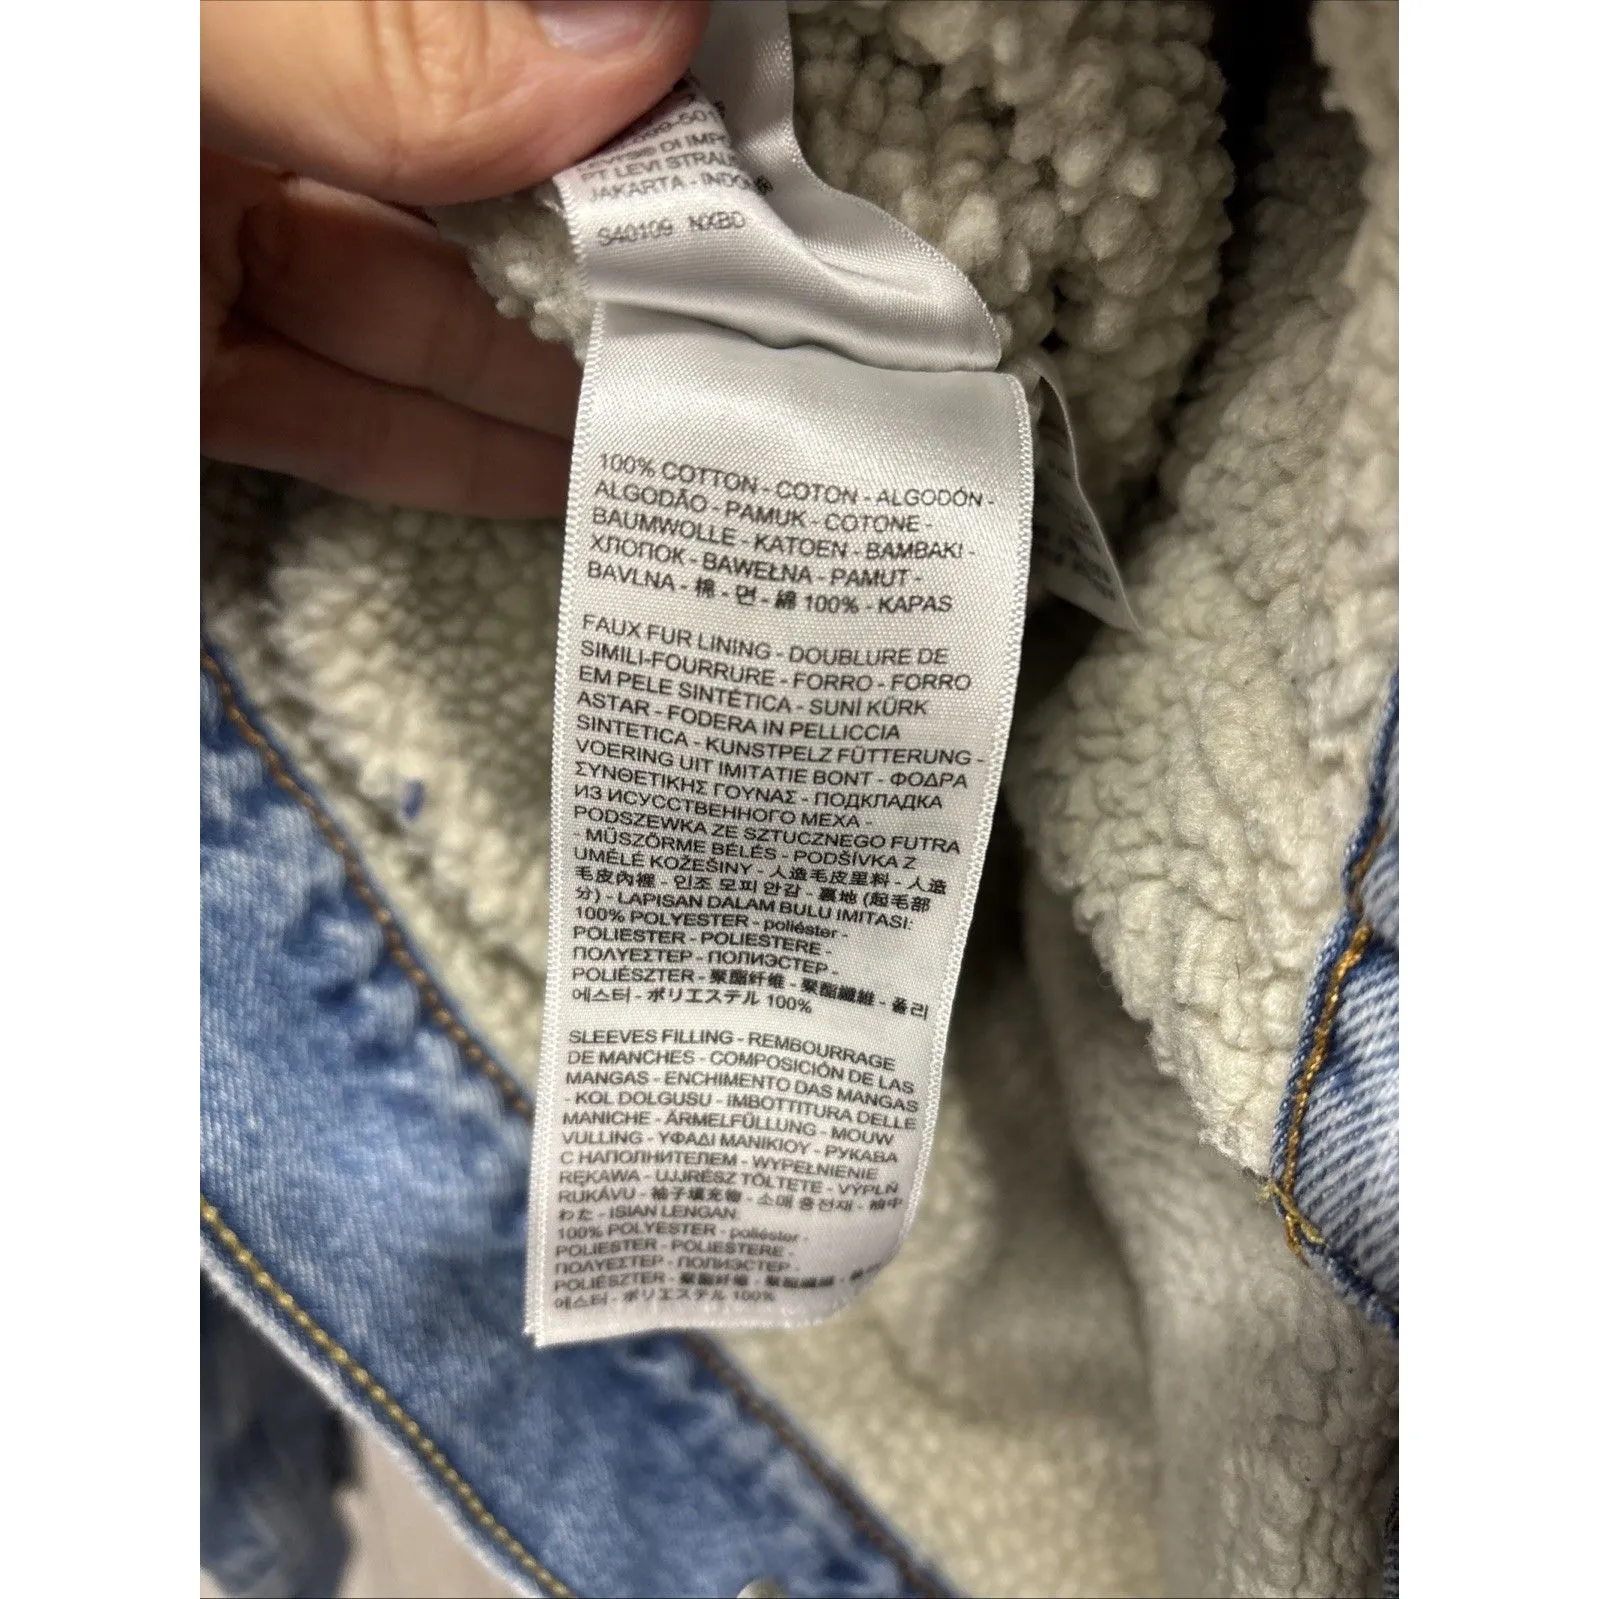 PT LEVI STRAUS
JAKARTA - INDO
S40109 NXBD
100% COTTON - COTON - ALGODÓN -
ALGODÃO - PAMUK - COTONE -
BAUMWOLLE - KATOEN - BAMBAKI -
ХЛОПОК - BAWEŁNA - PAMUT -
BAVLNA - 棉 - 면 - 綿 100% - KAPAS
FAUX FUR LINING - DOUBLURE DE
SIMILI-FOURRURE - FORRO - FORRO
EM PELE SINTÉTICA - SUNİ KÜRK
ASTAR - FODERA IN PELLICCIA
SINTETICA - KUNSTPELZ FÜTTERUNG -
VOERING UIT IMITATIE BONT - ΦΟΔΡΑ
ΣΥΝΘΕΤΙΚΗΣ ΓΟΥΝΑΣ - ПОДКЛАДКА
ИЗ ИСУССТВЕННОГО МЕХА -
PODSZEWKA ZE SZTUCZNEGO FUTRA
- MŰSZŐRME BÉLÉS - PODŠÍVKA Z
UMĚLÉ KOŽEŠINY - 人造毛皮里料 - 人造
毛皮內裡 - 인조 모피 안감 - 裏地 (起毛部
分) - LAPISAN DALAM BULU IMITASI:
100% POLYESTER - poliéster -
POLIESTER - POLIESTERE -
ΠΟΛΥΕΣΤΕΡ - ПОЛИЭСТЕР -
POLIÉSZTER - 聚酯纤维 - 聚酯纖維 - 폴리
에스터 - ポリエステル 100%
SLEEVES FILLING - REMBOURRAGE
DE MANCHES - COMPOSICIÓN DE LAS
MANGAS - ENCHIMENTO DAS MANGAS
- KOL DOLGUSU - IMBOTTITURA DELLE
MANICHE - ÄRMELFÜLLUNG - MOUW
VULLING - ΥΦΑΔΙ ΜΑΝΙΚΙΟΥ - РУКАВА
С НАПОЛНИТЕЛЕМ - WYPEŁNIENIE
RĘKAWA - UJJRÉSZ TÖLTETE - VÝPLŇ
RUKÁVU - 袖子填充物 - 소매 충전재 - 袖中
わた - ISIAN LENGAN:
100% POLYESTER - poliéster -
POLIESTER - POLIESTERE -
ΠΟΛΥΕΣΤΕΡ - ПОЛИЭСТЕР -
POLIÉSZTER - 聚酯纤维 - 聚酯纖維 - 폴리
에스터 - ポリエステル 100%